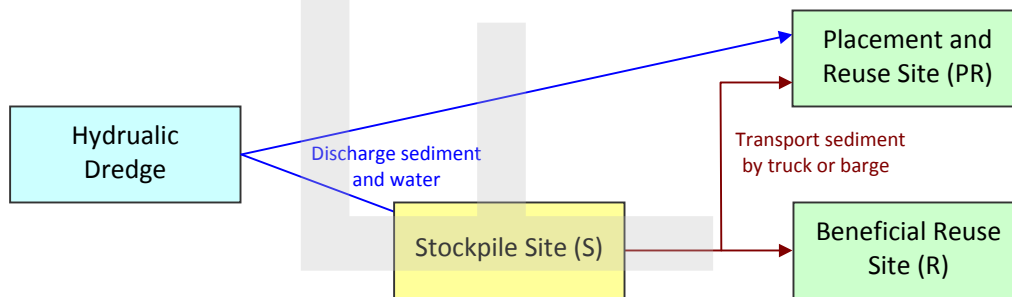 Placement and
Reuse Site (PR)
Hydrualic
Dredge
Discharge sediment
and water
Transport sediment
by truck or barge
Stockpile Site (S)
Beneficial Reuse
Site (R)